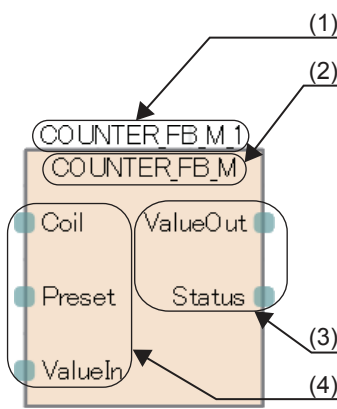 (1)
(2)
COUNTER_FB_M_1
COUNTER_FB_M
Coil ValueOut
Preset Status
(3)
ValueIn
(4)